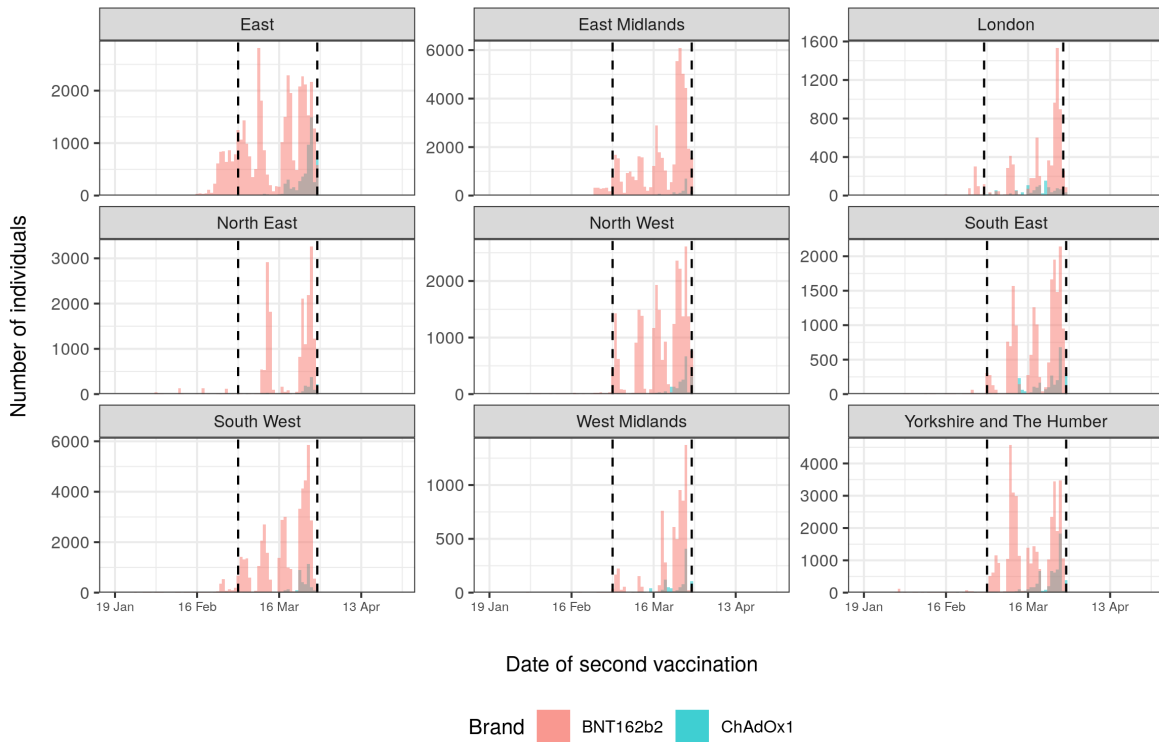 East
East Midlands
London
2000
1000
0
6000
4000
2000
0
1600
1200
800
400
0
North East
North West
South East
3000
2000
1000
0
2000
1000
0
2000
1500
1000
500
0
South West
West Midlands
Yorkshire and The Humber
6000
4000
2000
0
1000
500
0
4000
3000
2000
1000
0
19 Jan 16 Feb 16 Mar 13 Apr
19 Jan 16 Feb 16 Mar 13 Apr
19 Jan 16 Feb 16 Mar 13 Apr
Number of individuals
Date of second vaccination
Brand BNT162b2 ChAdOx1